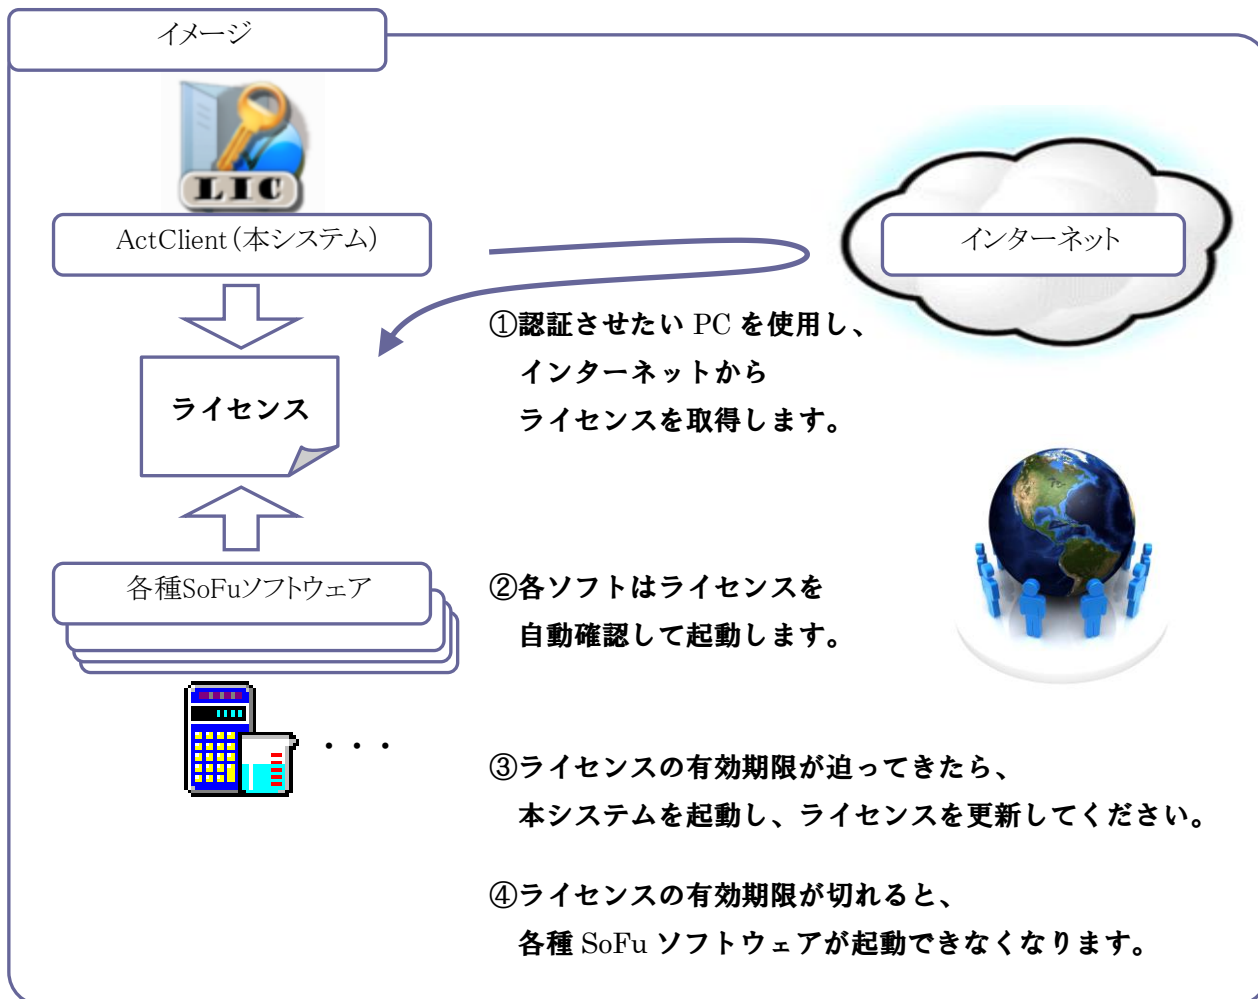 イメージ
LIC
ActClient(本システム)
インターネット
①認証させたい PC を使用し、
インターネットから
ライセンスを取得します。
ライセンス
各種SoFuソフトウェア
②各ソフトはライセンスを
自動確認して起動します。
・・・
③ライセンスの有効期限が迫ってきたら、
本システムを起動し、ライセンスを更新してください。
④ライセンスの有効期限が切れると、
各種 SoFu ソフトウェアが起動できなくなります。